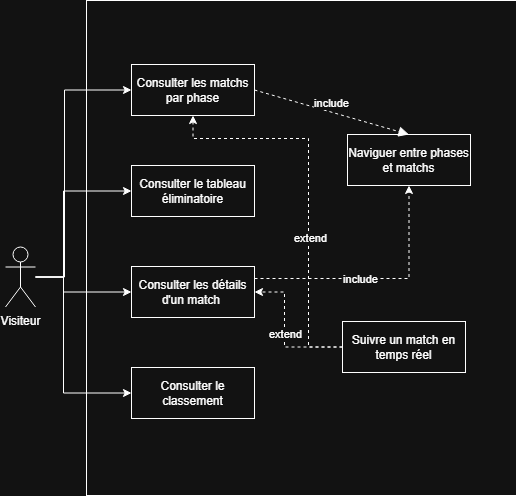 Consulter les matchs
par phase
include
Naviguer entre phases
et matchs
Consulter le tableau
éliminatoire
extend
Consulter les détails
d'un match
include
Visiteur
extend
Suivre un match en
temps réel
Consulter le
classement